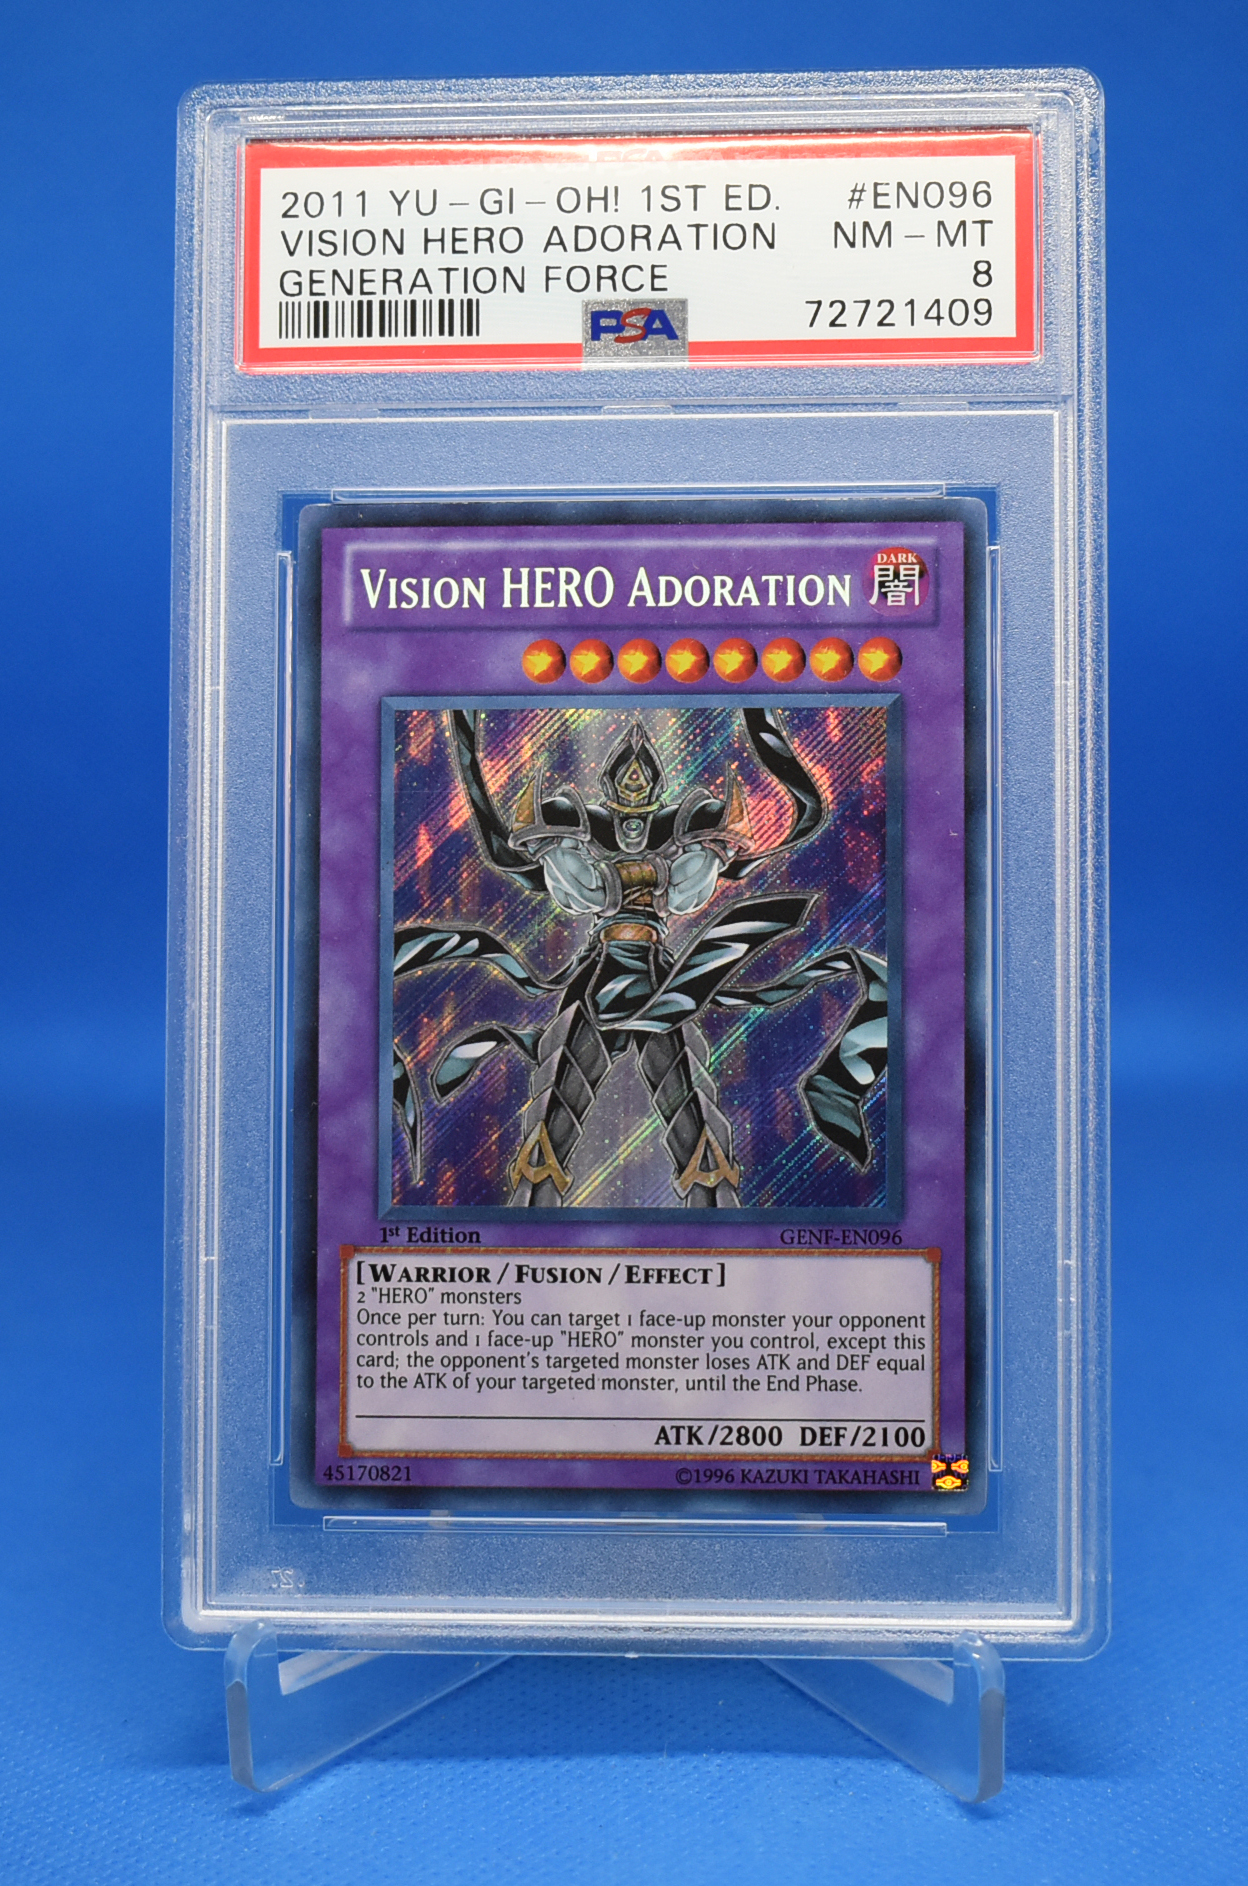 2011 YU-GI-OH! 1ST ED. #EN096
VISION HERO ADORATION NM-MT
GENERATION FORCE 8
PSA 72721409
VISION HERO ADORATION
DARK
闇
1st Edition GENF-EN096
[WARRIOR/FUSION/EFFECT]
2 "HERO" monsters
Once per turn: You can target 1 face-up monster your opponent
controls and 1 face-up "HERO" monster you control, except this
card; the opponent's targeted monster loses ATK and DEF equal
to the ATK of your targeted monster, until the End Phase.
ATK/2800 DEF/2100
45170821 ©1996 KAZUKI TAKAHASHI